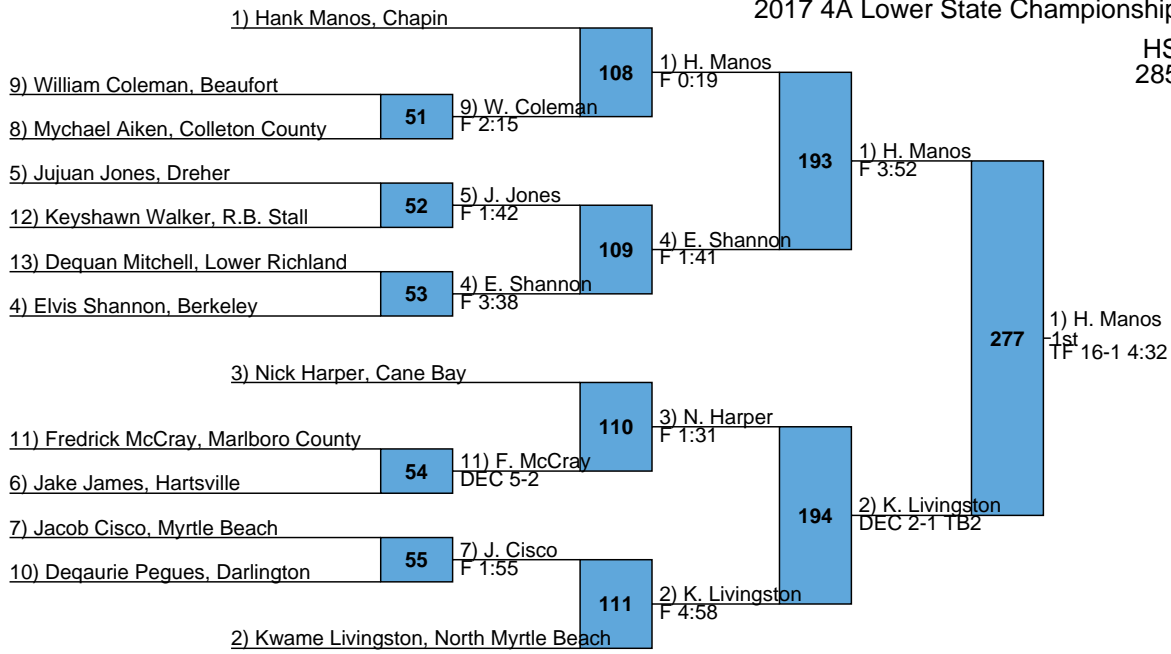 2017 4A Lower State Championship
HS
285
1) Hank Manos, Chapin
108
1) H. Manos
F 0:19
9) William Coleman, Beaufort
51
9) W. Coleman
F 2:15
8) Mychael Aiken, Colleton County
193
1) H. Manos
F 3:52
5) Jujuan Jones, Dreher
52
5) J. Jones
F 1:42
12) Keyshawn Walker, R.B. Stall
109
4) E. Shannon
F 1:41
13) Dequan Mitchell, Lower Richland
53
4) E. Shannon
F 3:38
4) Elvis Shannon, Berkeley
277
1) H. Manos
1st
TF 16-1 4:32
3) Nick Harper, Cane Bay
110
3) N. Harper
F 1:31
11) Fredrick McCray, Marlboro County
54
11) F. McCray
DEC 5-2
6) Jake James, Hartsville
194
2) K. Livingston
DEC 2-1 TB2
7) Jacob Cisco, Myrtle Beach
55
7) J. Cisco
F 1:55
10) Deqaurie Pegues, Darlington
111
2) K. Livingston
F 4:58
2) Kwame Livingston, North Myrtle Beach